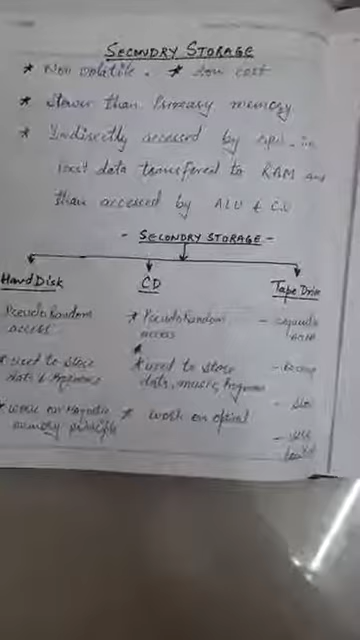 SECONDRY STORAGE
* Non volatile. * Low cost
* Slower than Primary memory
* Indirectly accessed by cpu. i.e
data transferred to RAM and
than accessed by ALU & C.U
- SECONDRY STORAGE -
Hard Disk CD Tape Drive
Pseudo Random access
* Pseudo Random access
* used to store data & Programs
* used to store data, music, Programs
* work on Magnetic memory principle
* work on optical
- Backup
- Slow